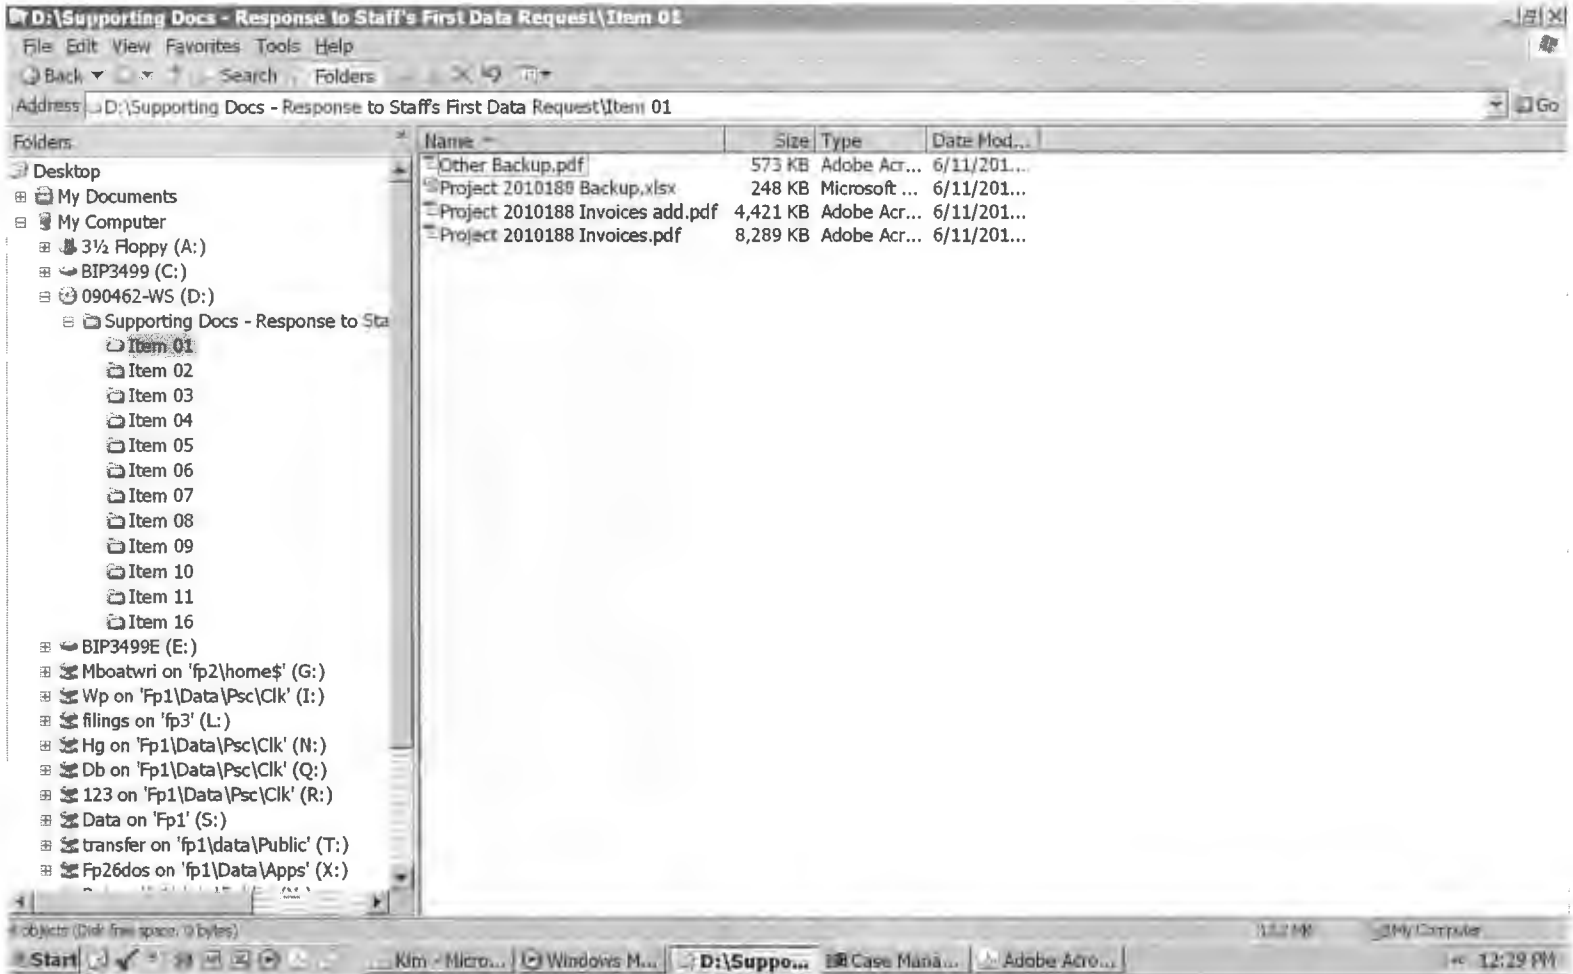 D:\Supporting Docs - Response to Staff's First Data Request\Item 01
File Edit View Favorites Tools Help
Back Search Folders
Address D:\Supporting Docs - Response to Staff's First Data Request\Item 01 Go
Folders
Name Size Type Date Mod...
Desktop
My Documents
My Computer
3½ Floppy (A:)
BIP3499 (C:)
090462-WS (D:)
Supporting Docs - Response to Sta
Item 01
Item 02
Item 03
Item 04
Item 05
Item 06
Item 07
Item 08
Item 09
Item 10
Item 11
Item 16
BIP3499E (E:)
Mboatwri on 'fp2\home$' (G:)
Wp on 'Fp1\Data\Psc\Clk' (I:)
filings on 'fp3' (L:)
Hg on 'Fp1\Data\Psc\Clk' (N:)
Db on 'Fp1\Data\Psc\Clk' (Q:)
123 on 'Fp1\Data\Psc\Clk' (R:)
Data on 'Fp1' (S:)
transfer on 'fp1\data\Public' (T:)
Fp26dos on 'fp1\Data\Apps' (X:)
Other Backup.pdf 573 KB Adobe Acr... 6/11/201...
Project 2010188 Backup.xlsx 248 KB Microsoft ... 6/11/201...
Project 2010188 Invoices add.pdf 4,421 KB Adobe Acr... 6/11/201...
Project 2010188 Invoices.pdf 8,289 KB Adobe Acr... 6/11/201...
4 objects (Disk free space: 0 bytes) My Computer
Start Kim - Micro... Windows M... D:\Suppo... Case Mana... Adobe Acro... 12:29 PM